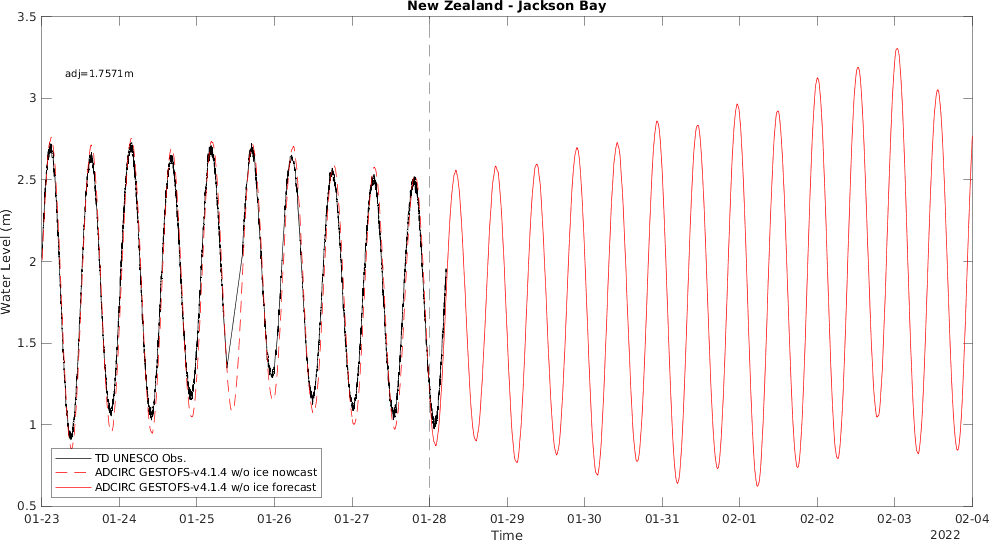 New Zealand - Jackson Bay
3.5
3
2.5
2
1.5
1
0.5
Water Level (m)
adj=1.7571m
TD UNESCO Obs.
ADCIRC GESTOFS-v4.1.4 w/o ice nowcast
ADCIRC GESTOFS-v4.1.4 w/o ice forecast
01-23 01-24 01-25 01-26 01-27 01-28 01-29 01-30 01-31 02-01 02-02 02-03 02-04
Time
2022